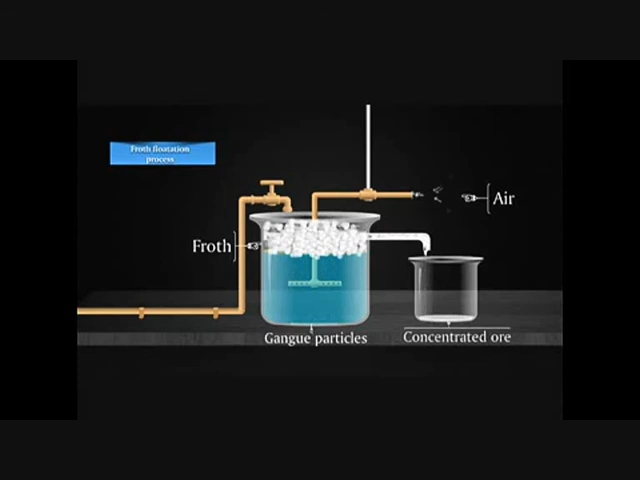 Froth floatation
process
Air
Froth
Gangue particles
Concentrated ore